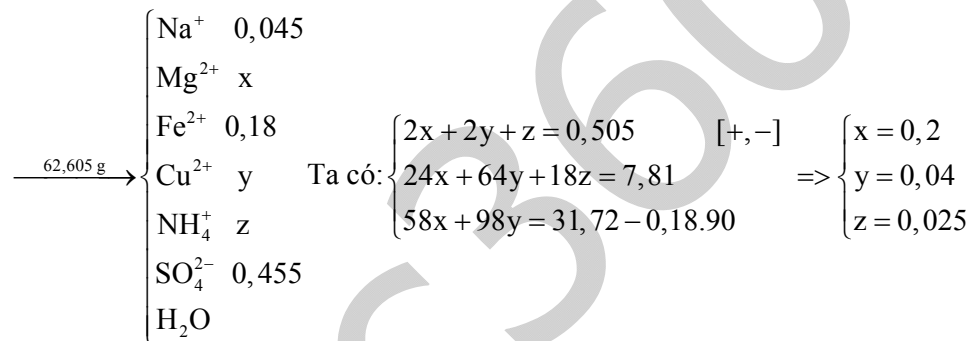 62,605 g →
Na⁺ 0,045
Mg²⁺ x
Fe²⁺ 0,18
Cu²⁺ y
NH₄⁺ z
SO₄²⁻ 0,455
H₂O
Ta có:
2x + 2y + z = 0,505 [+,−]
24x + 64y + 18z = 7,81
58x + 98y = 31,72 − 0,18.90
=>
x = 0,2
y = 0,04
z = 0,025